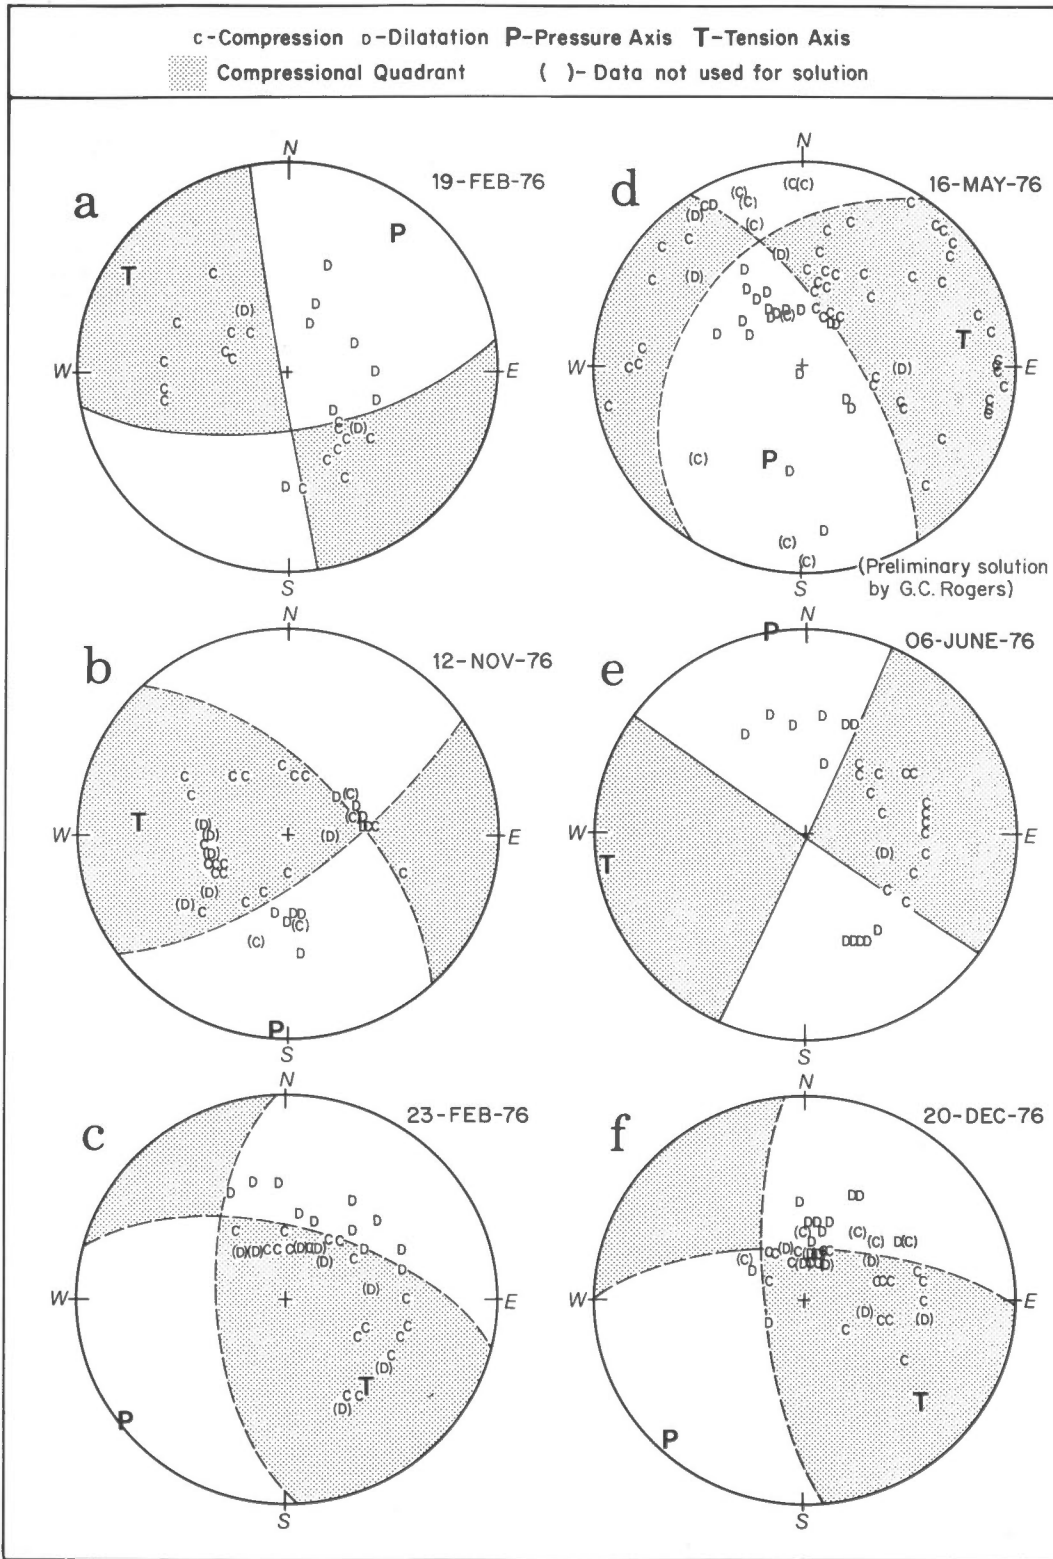 C-Compression D-Dilatation P-Pressure Axis T-Tension Axis
Compressional Quadrant ( )- Data not used for solution
a
N
19-FEB-76
P
T
W
E
S
d
N
16-MAY-76
T
W
E
P
S
(Preliminary solution
by G.C. Rogers)
b
N
12-NOV-76
T
W
E
P
S
e
P
N
06-JUNE-76
W
T
E
S
c
N
23-FEB-76
W
E
T
P
S
f
N
20-DEC-76
W
E
T
P
S